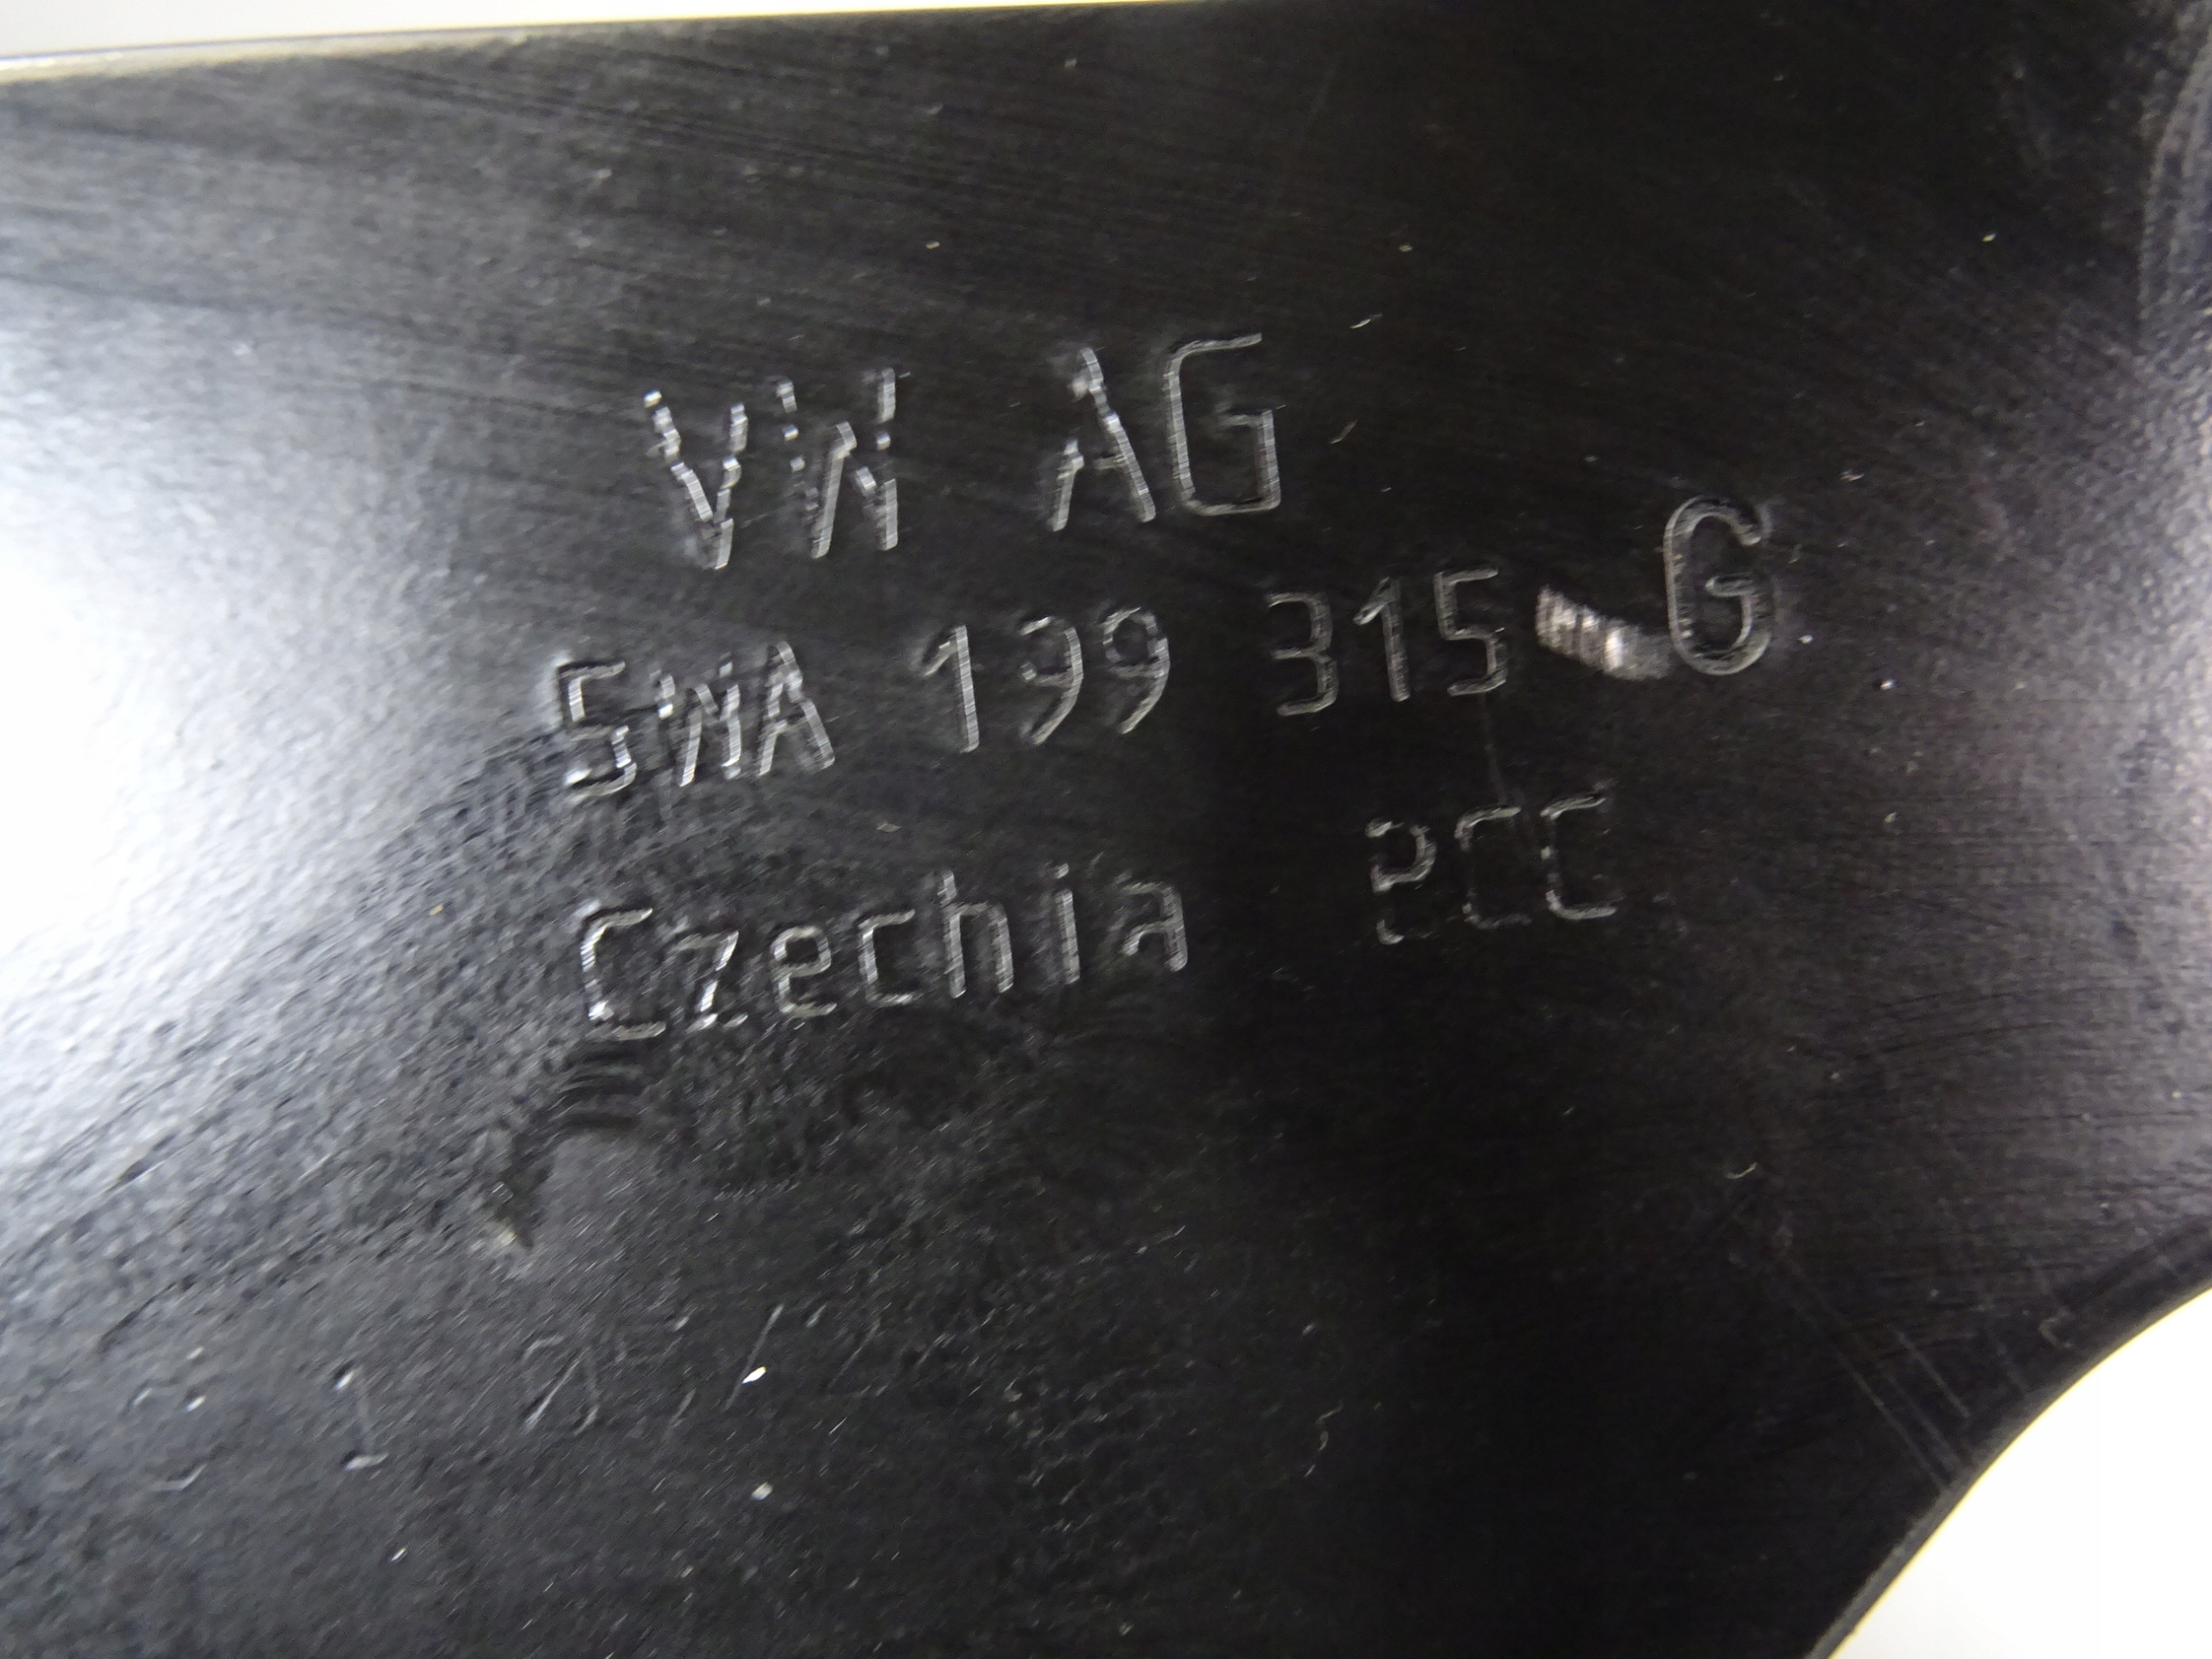 VW AG
5WA 199 315 G
Czechia PCC